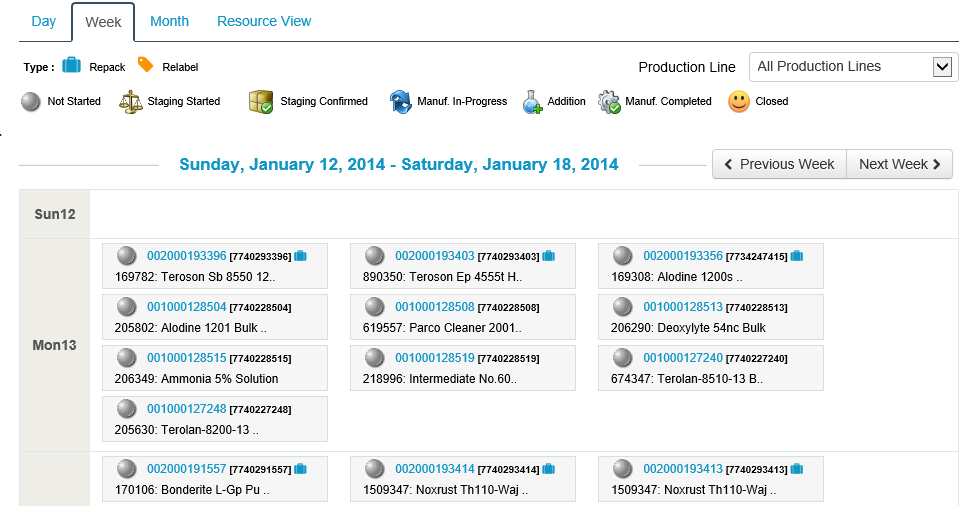 Day Week Month Resource View
Type : Repack Relabel Production Line All Production Lines
Not Started Staging Started Staging Confirmed Manuf. In-Progress Addition Manuf. Completed Closed
Sunday, January 12, 2014 - Saturday, January 18, 2014 Previous Week Next Week
Sun12
002000193396 [7740293396] 002000193403 [7740293403] 002000193356 [7734247415]
169782: Teroson Sb 8550 12.. 890350: Teroson Ep 4555t H.. 169308: Alodine 1200s ..
001000128504 [7740228504] 001000128508 [7740228508] 001000128513 [7740228513]
205802: Alodine 1201 Bulk .. 619557: Parco Cleaner 2001.. 206290: Deoxylyte 54nc Bulk
Mon13
001000128515 [7740228515] 001000128519 [7740228519] 001000127240 [7740227240]
206349: Ammonia 5% Solution 218996: Intermediate No.60.. 674347: Terolan-8510-13 B..
001000127248 [7740227248]
205630: Terolan-8200-13 ..
002000191557 [7740291557] 002000193414 [7740293414] 002000193413 [7740293413]
170106: Bonderite L-Gp Pu .. 1509347: Noxrust Th110-Waj .. 1509347: Noxrust Th110-Waj ..